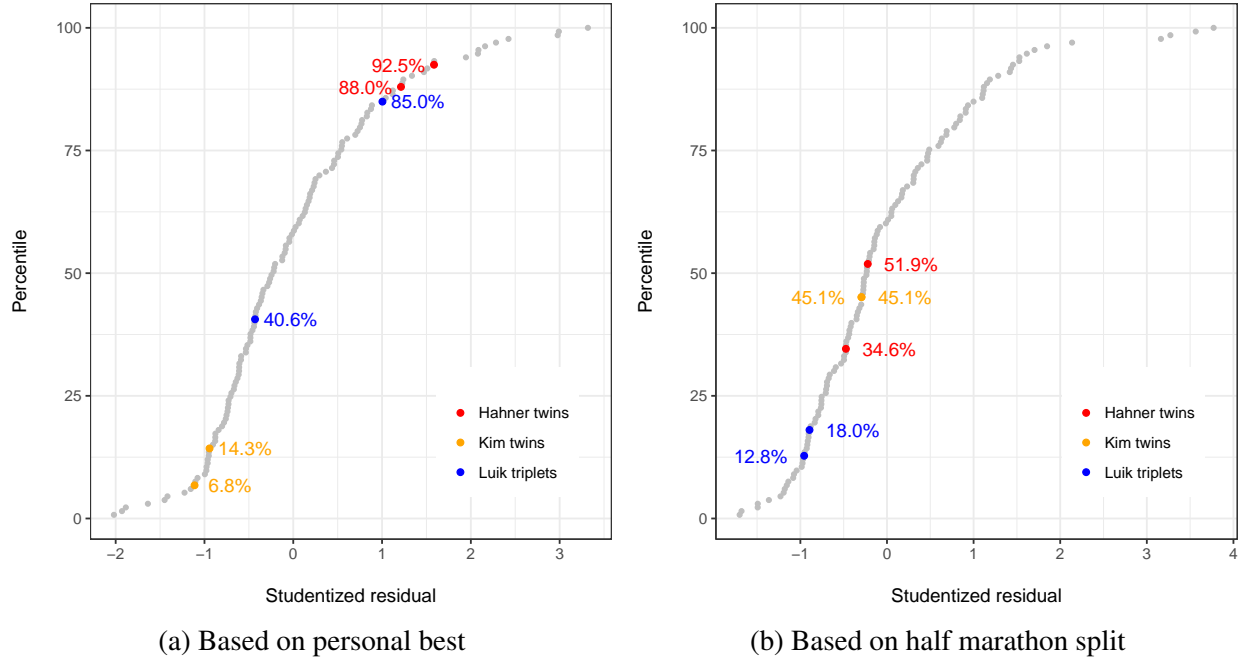 100
75
50
25
0
Percentile
92.5%
88.0%
85.0%
40.6%
14.3%
6.8%
Hahner twins
Kim twins
Luik triplets
−2 −1 0 1 2 3
Studentized residual
(a) Based on personal best
100
75
50
25
0
Percentile
51.9%
45.1% 45.1%
34.6%
18.0%
12.8%
Hahner twins
Kim twins
Luik triplets
−1 0 1 2 3 4
Studentized residual
(b) Based on half marathon split